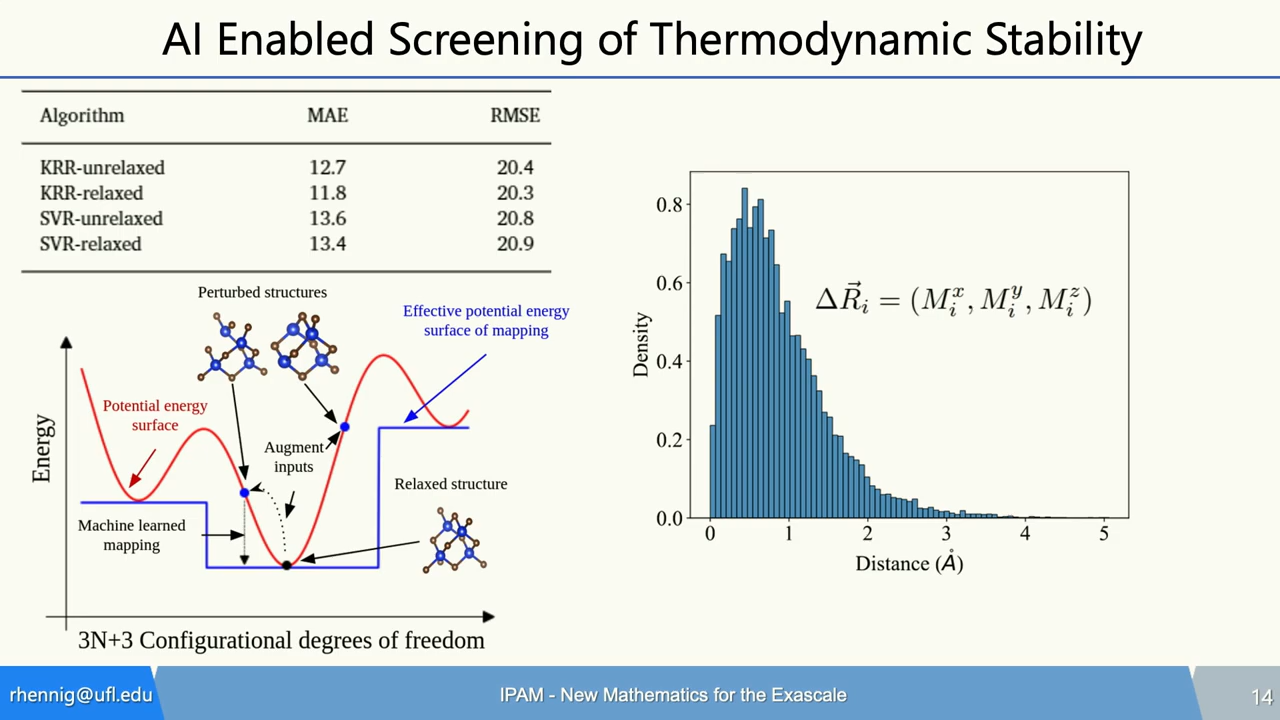 AI Enabled Screening of Thermodynamic Stability
Algorithm MAE RMSE
KRR-unrelaxed 12.7 20.4
KRR-relaxed 11.8 20.3
SVR-unrelaxed 13.6 20.8
SVR-relaxed 13.4 20.9
Perturbed structures
Effective potential energy
surface of mapping
Potential energy
surface
Augment
inputs
Relaxed structure
Machine learned
mapping
Energy
3N+3 Configurational degrees of freedom
Density
0.8
0.6
0.4
0.2
0.0
ΔR⃗ᵢ = (Mᵢˣ, Mᵢʸ, Mᵢᶻ)
0 1 2 3 4 5
Distance (Å)
rhennig@ufl.edu
IPAM - New Mathematics for the Exascale
14